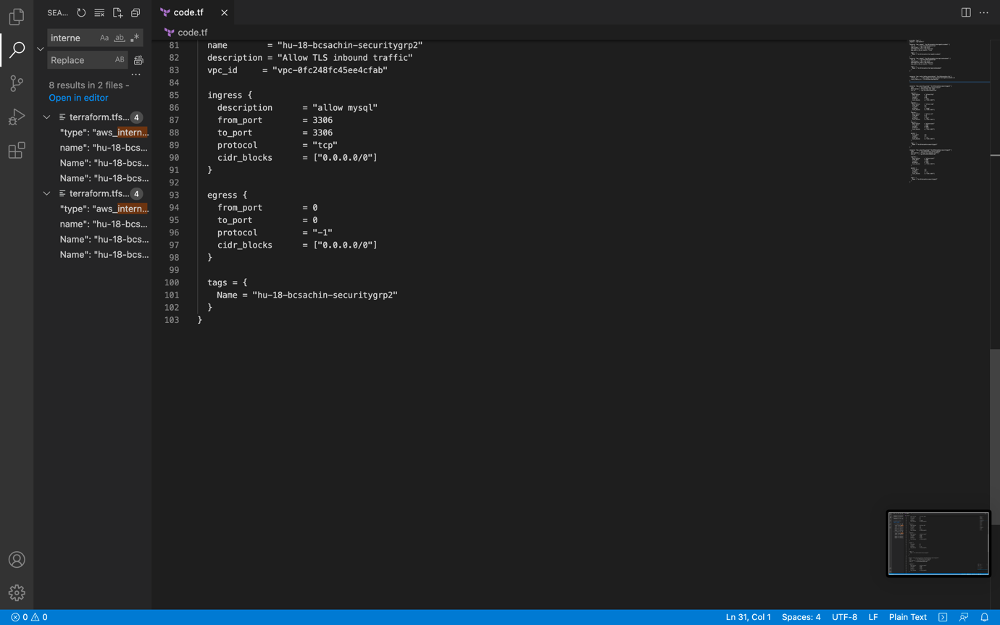 SEA...
interne
Aa
ab
Replace
AB
8 results in 2 files -
Open in editor
terraform.tfs... 4
"type": "aws_intern...
name": "hu-18-bcs...
Name": "hu-18-bcs...
Name": "hu-18-bcs...
terraform.tfs... 4
"type": "aws_intern...
name": "hu-18-bcs...
Name": "hu-18-bcs...
Name": "hu-18-bcs...
code.tf
code.tf
81 name = "hu-18-bcsachin-securitygrp2"
82 description = "Allow TLS inbound traffic"
83 vpc_id = "vpc-0fc248fc45ee4cfab"
84
85 ingress {
86 description = "allow mysql"
87 from_port = 3306
88 to_port = 3306
89 protocol = "tcp"
90 cidr_blocks = ["0.0.0.0/0"]
91 }
92
93 egress {
94 from_port = 0
95 to_port = 0
96 protocol = "-1"
97 cidr_blocks = ["0.0.0.0/0"]
98 }
99
100 tags = {
101 Name = "hu-18-bcsachin-securitygrp2"
102 }
103 }
0 0
Ln 31, Col 1 Spaces: 4 UTF-8 LF Plain Text